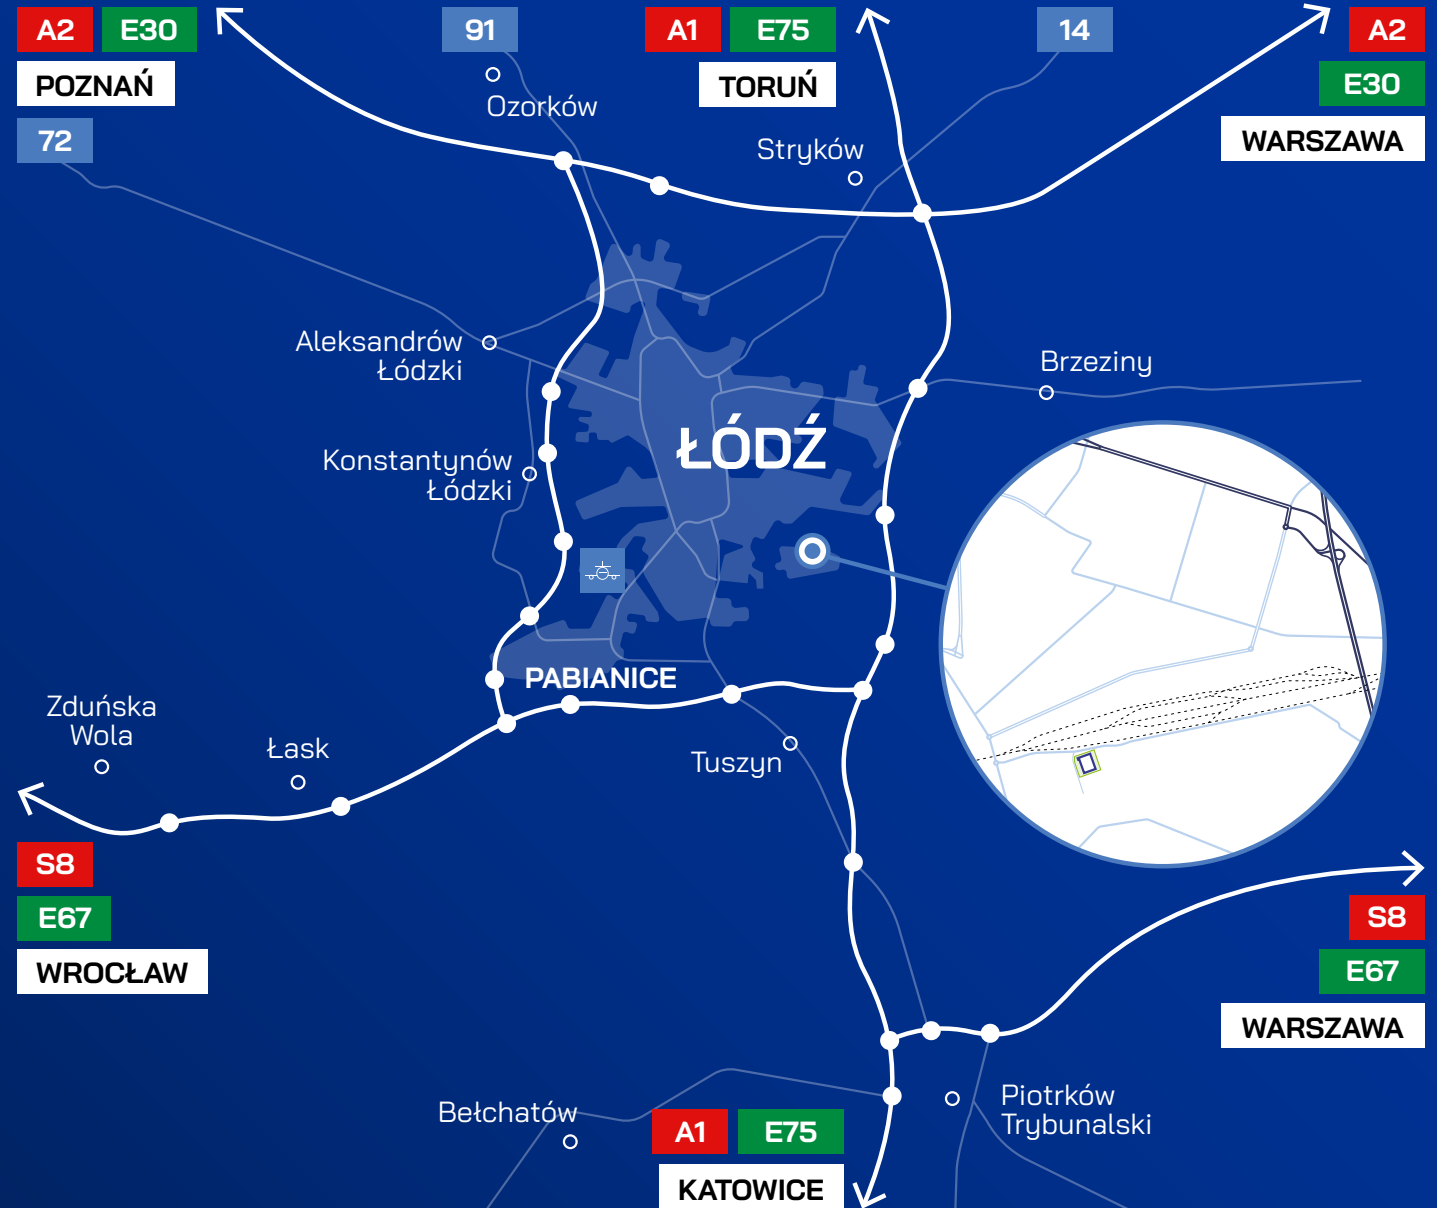 A2 E30
POZNAŃ
72
91
Ozorków
A1 E75
TORUŃ
14
Stryków
A2
E30
WARSZAWA
Aleksandrów
Łódzki
Brzeziny
ŁÓDŹ
Konstantynów
Łódzki
PABIANICE
Zduńska
Wola
Łask
Tuszyn
S8
E67
WROCŁAW
S8
E67
WARSZAWA
Bełchatów
A1 E75
KATOWICE
Piotrków
Trybunalski